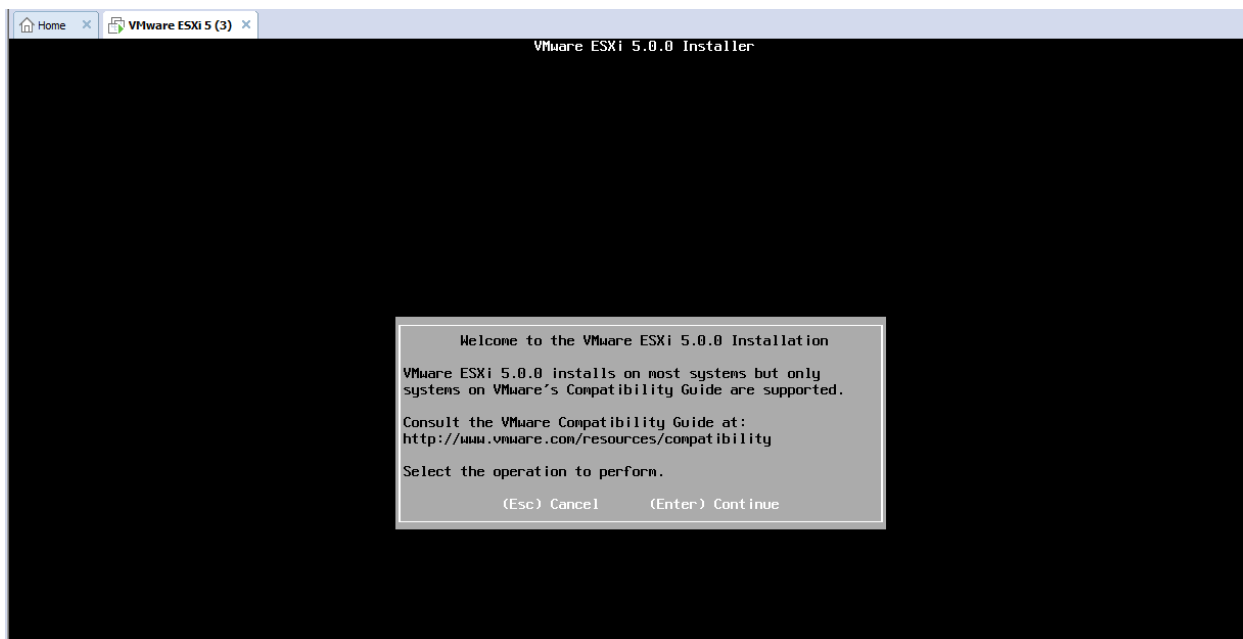 Home
VMware ESXi 5 (3)
VMware ESXi 5.0.0 Installer
Welcome to the VMware ESXi 5.0.0 Installation
VMware ESXi 5.0.0 installs on most systems but only
systems on VMware's Compatibility Guide are supported.
Consult the VMware Compatibility Guide at:
http://www.vmware.com/resources/compatibility
Select the operation to perform.
(Esc) Cancel (Enter) Continue